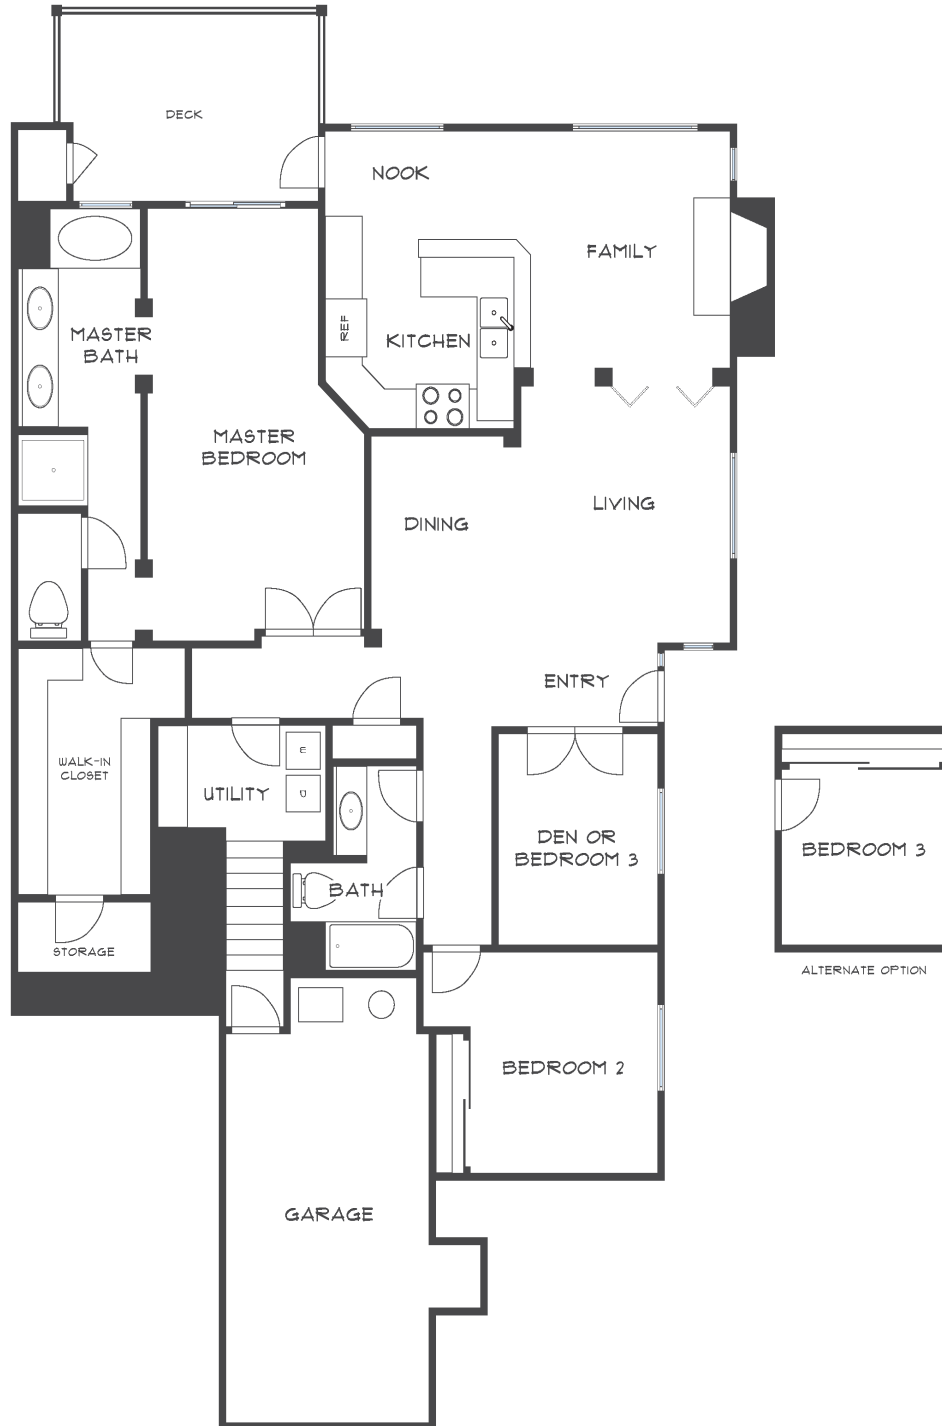 DECK
NOOK
FAMILY
REF
KITCHEN
MASTER
BATH
MASTER
BEDROOM
LIVING
DINING
ENTRY
WALK-IN
CLOSET
UTILITY
E
D
DEN OR
BEDROOM 3
BEDROOM 3
BATH
STORAGE
ALTERNATE OPTION
BEDROOM 2
GARAGE